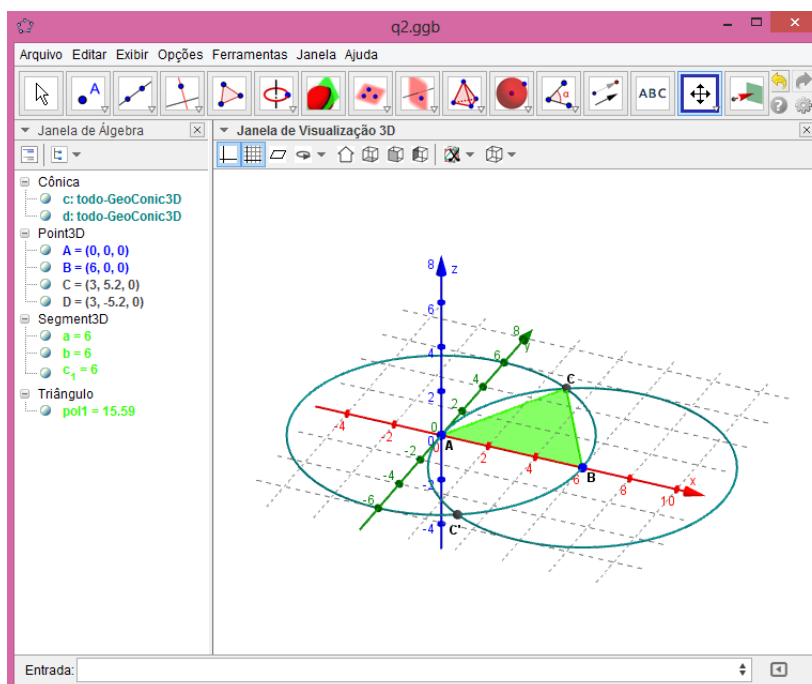 q2.ggb
Arquivo Editar Exibir Opções Ferramentas Janela Ajuda
A
α
ABC
?
Janela de Álgebra
Janela de Visualização 3D
Cônica
c: todo-GeoConic3D
d: todo-GeoConic3D
Point3D
A = (0, 0, 0)
B = (6, 0, 0)
C = (3, 5.2, 0)
D = (3, -5.2, 0)
Segment3D
a = 6
b = 6
c₁ = 6
Triângulo
pol1 = 15.59
8 z
6
8
y
6
4
4
C
2
2
-4
-2
0
0
0
A
2
4
6
B
8
10
x
-2
-4
-6
-2
C'
-4
Entrada: